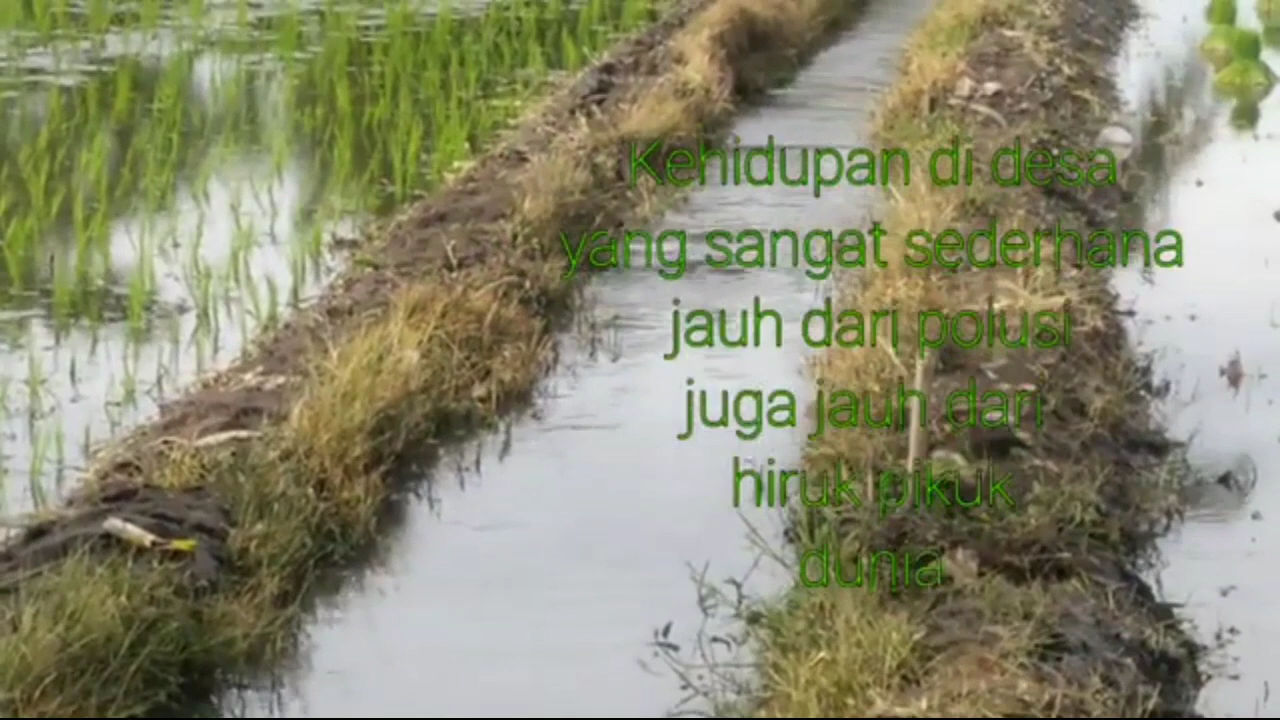 Kehidupan di desa
yang sangat sederhana
jauh dari polusi
juga jauh dari
hiruk pikuk
dunia